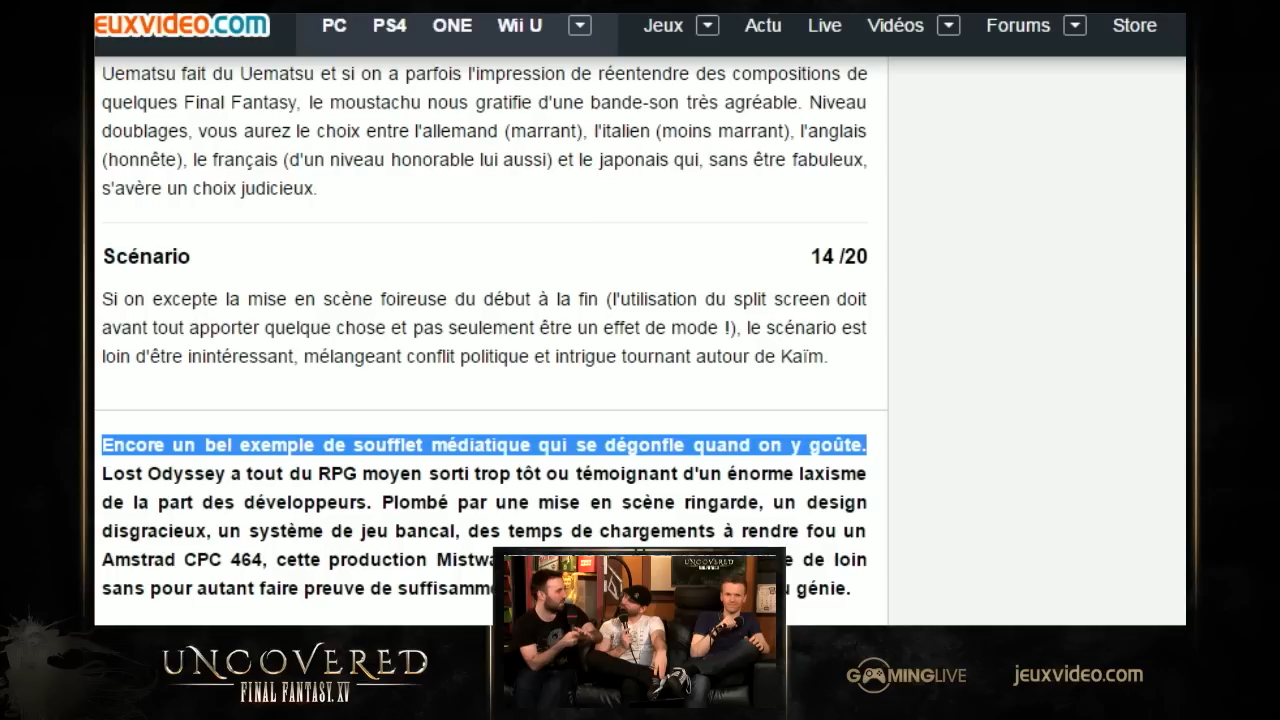 euxvideo.com PC PS4 ONE Wii U Jeux Actu Live Vidéos Forums Store
Uematsu fait du Uematsu et si on a parfois l'impression de réentendre des compositions de
quelques Final Fantasy, le moustachu nous gratifie d'une bande-son très agréable. Niveau
doublages, vous aurez le choix entre l'allemand (marrant), l'italien (moins marrant), l'anglais
(honnête), le français (d'un niveau honorable lui aussi) et le japonais qui, sans être fabuleux,
s'avère un choix judicieux.
Scénario 14 /20
Si on excepte la mise en scène foireuse du début à la fin (l'utilisation du split screen doit
avant tout apporter quelque chose et pas seulement être un effet de mode !), le scénario est
loin d'être inintéressant, mélangeant conflit politique et intrigue tournant autour de Kaïm.
Encore un bel exemple de soufflet médiatique qui se dégonfle quand on y goûte.
Lost Odyssey a tout du RPG moyen sorti trop tôt ou témoignant d'un énorme laxisme
de la part des développeurs. Plombé par une mise en scène ringarde, un design
disgracieux, un système de jeu bancal, des temps de chargements à rendre fou un
Amstrad CPC 464, cette production Mistwa e de loin
sans pour autant faire preuve de suffisamme génie.
UNCOVERED
UNCOVERED
FINAL FANTASY XV
GAMINGLIVE
jeuxvideo.com